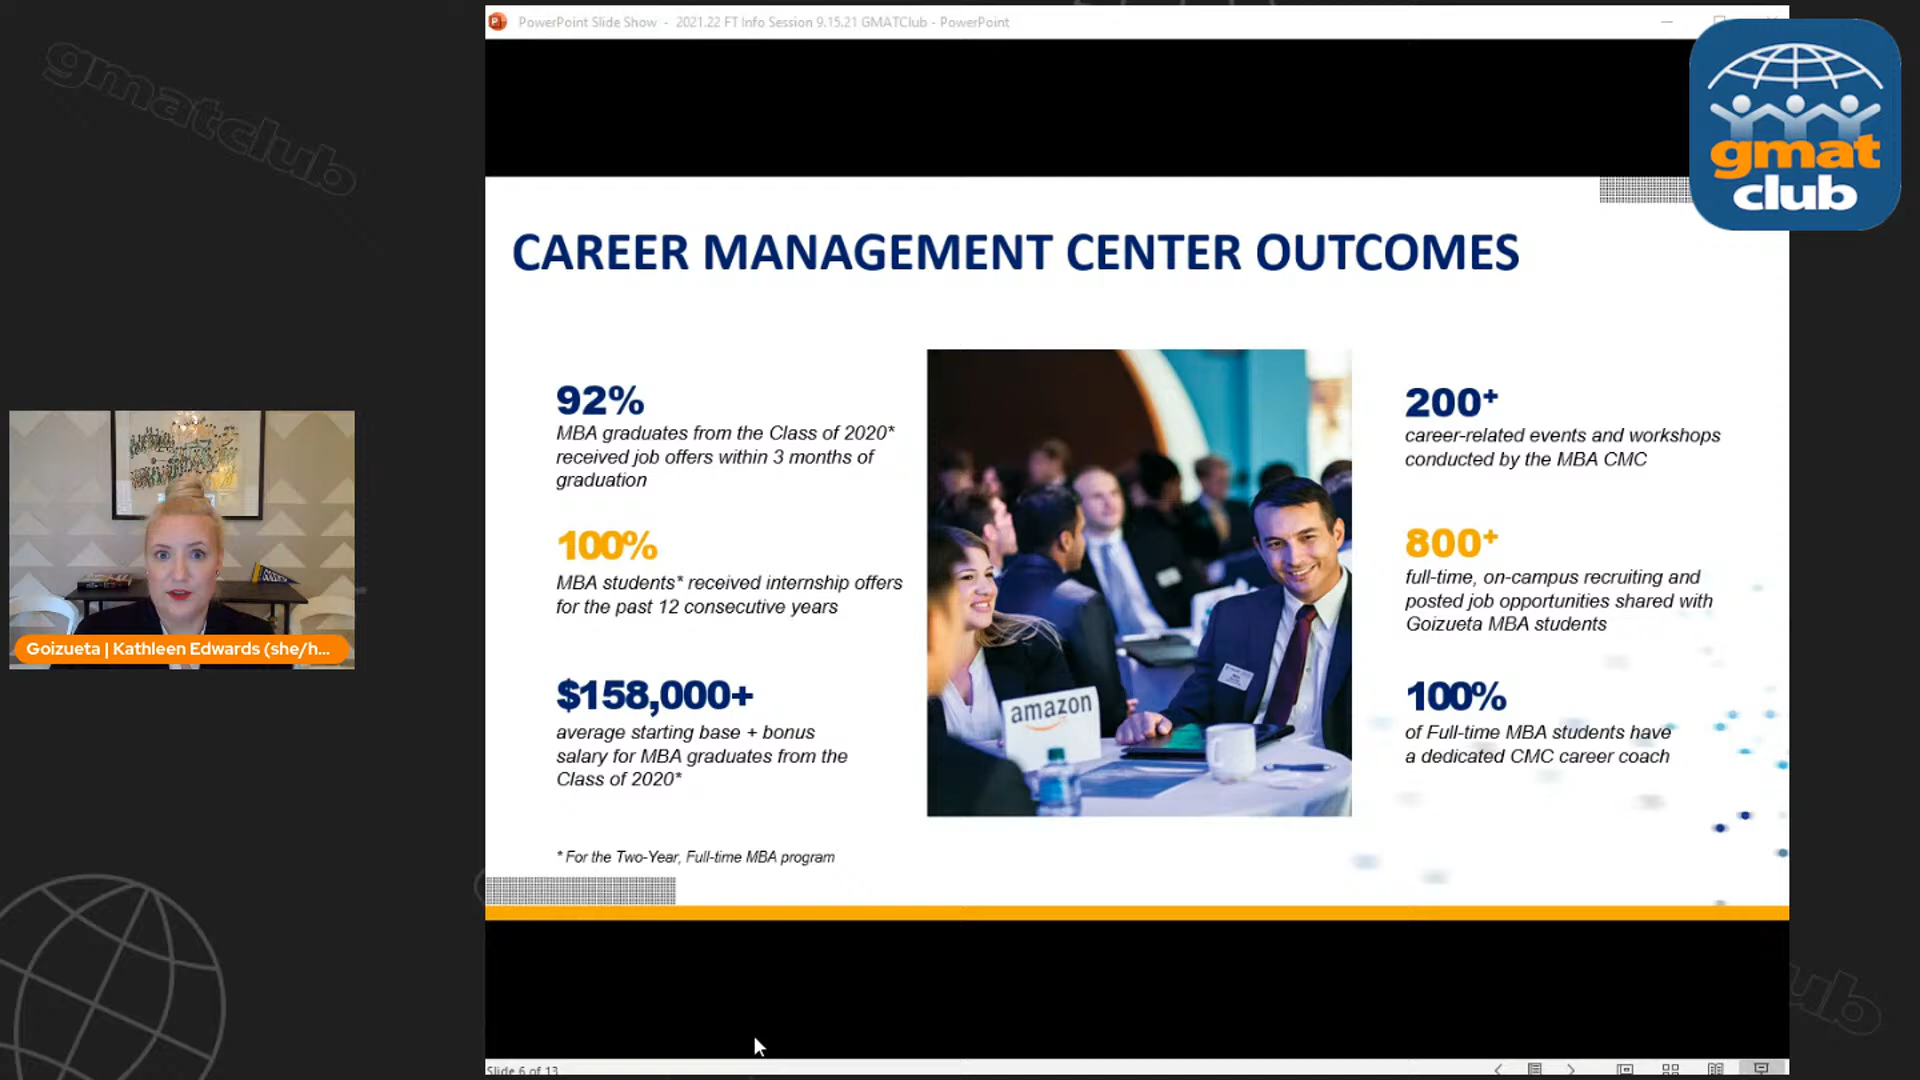 PowerPoint Slide Show - 2021.22 FT Info Session 9.15.21 GMATClub - PowerPoint
gmatclub
gmat
club
CAREER MANAGEMENT CENTER OUTCOMES
92%
MBA graduates from the Class of 2020*
received job offers within 3 months of
graduation
100%
MBA students* received internship offers
for the past 12 consecutive years
$158,000+
average starting base + bonus
salary for MBA graduates from the
Class of 2020*
* For the Two-Year, Full-time MBA program
amazon
200+
career-related events and workshops
conducted by the MBA CMC
800+
full-time, on-campus recruiting and
posted job opportunities shared with
Goizueta MBA students
100%
of Full-time MBA students have
a dedicated CMC career coach
Goizueta | Kathleen Edwards (she/h...
ub
Slide 6 of 13